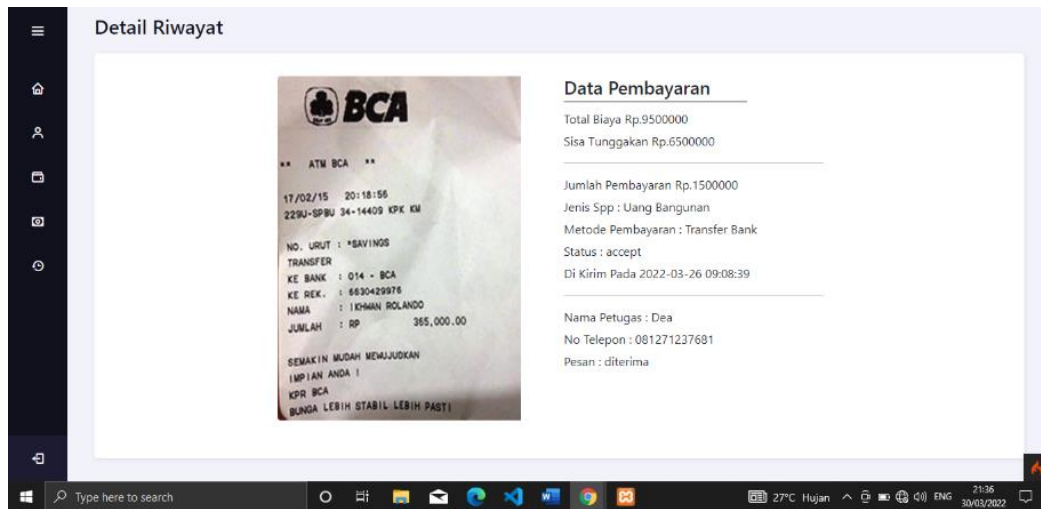 Detail Riwayat
BCA
** ATM BCA **
17/02/15 20:18:56
229U-SPBU 34-14409 KPK KM
NO. URUT : *SAVINGS
TRANSFER
KE BANK : 014 - BCA
KE REK. : 6630429976
NAMA : IKHWAN ROLANDO
JUMLAH : RP 365,000.00
SEMAKIN MUDAH MEWUJUDKAN
IMPIAN ANDA !
KPR BCA
BUNGA LEBIH STABIL LEBIH PASTI
Data Pembayaran
Total Biaya Rp.9500000
Sisa Tunggakan Rp.6500000
Jumlah Pembayaran Rp.1500000
Jenis Spp : Uang Bangunan
Metode Pembayaran : Transfer Bank
Status : accept
Di Kirim Pada 2022-03-26 09:08:39
Nama Petugas : Dea
No Telepon : 081271237681
Pesan : diterima
Type here to search
27°C Hujan
ENG
21:36
30/03/2022